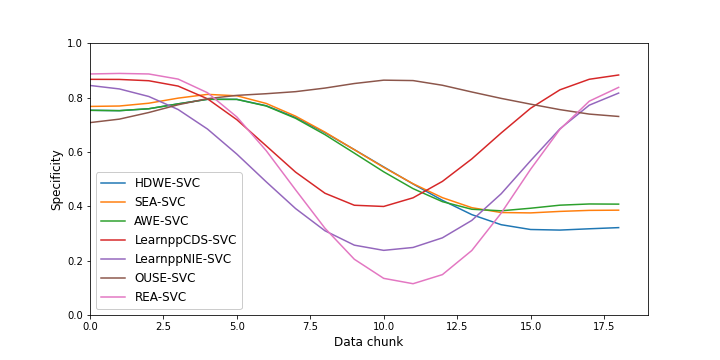 1.0
0.8
0.6
0.4
0.2
0.0
Specificity
HDWE-SVC
SEA-SVC
AWE-SVC
LearnppCDS-SVC
LearnppNIE-SVC
OUSE-SVC
REA-SVC
0.0 2.5 5.0 7.5 10.0 12.5 15.0 17.5
Data chunk